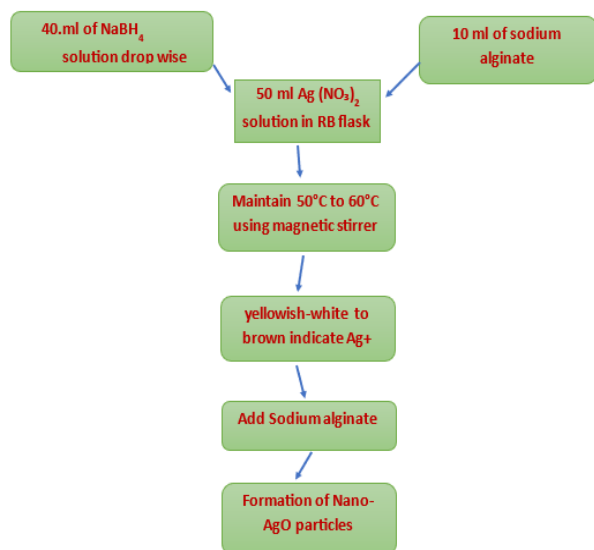 40.ml of NaBH₄
solution drop wise
10 ml of sodium
alginate
50 ml Ag (NO₃)₂
solution in RB flask
Maintain 50°C to 60°C
using magnetic stirrer
yellowish-white to
brown indicate Ag+
Add Sodium alginate
Formation of Nano-
AgO particles